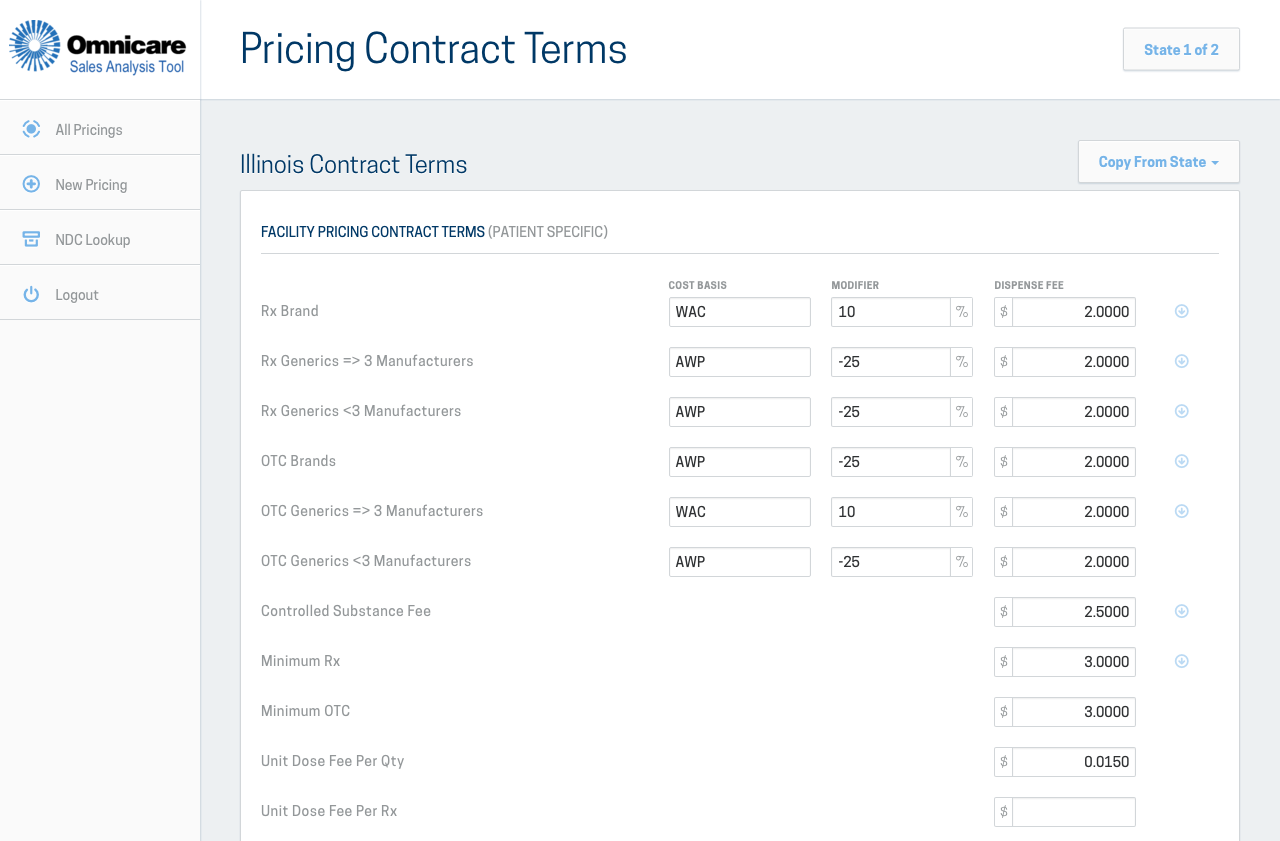 Omnicare
Sales Analysis Tool
Pricing Contract Terms
State 1 of 2
All Pricings
New Pricing
NDC Lookup
Logout
Illinois Contract Terms
Copy From State
FACILITY PRICING CONTRACT TERMS (PATIENT SPECIFIC)
COST BASIS MODIFIER DISPENSE FEE
Rx Brand WAC 10 % $ 2.0000
Rx Generics => 3 Manufacturers AWP -25 % $ 2.0000
Rx Generics <3 Manufacturers AWP -25 % $ 2.0000
OTC Brands AWP -25 % $ 2.0000
OTC Generics => 3 Manufacturers WAC 10 % $ 2.0000
OTC Generics <3 Manufacturers AWP -25 % $ 2.0000
Controlled Substance Fee $ 2.5000
Minimum Rx $ 3.0000
Minimum OTC $ 3.0000
Unit Dose Fee Per Qty $ 0.0150
Unit Dose Fee Per Rx $